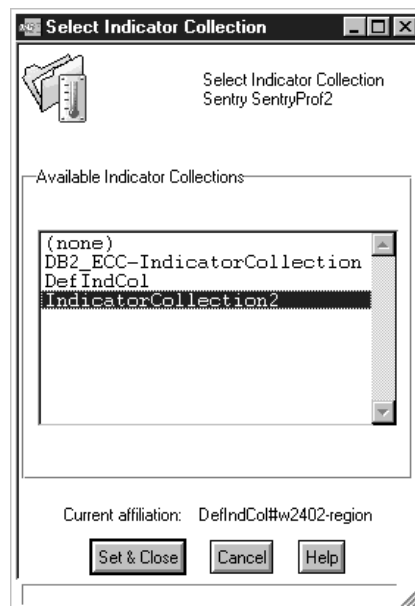 Select Indicator Collection
Select Indicator Collection
Sentry SentryProf2
Available Indicator Collections
(none)
DB2_ECC-IndicatorCollection
DefIndCol
IndicatorCollection2
Current affiliation: DefIndCol#w2402-region
Set & Close Cancel Help